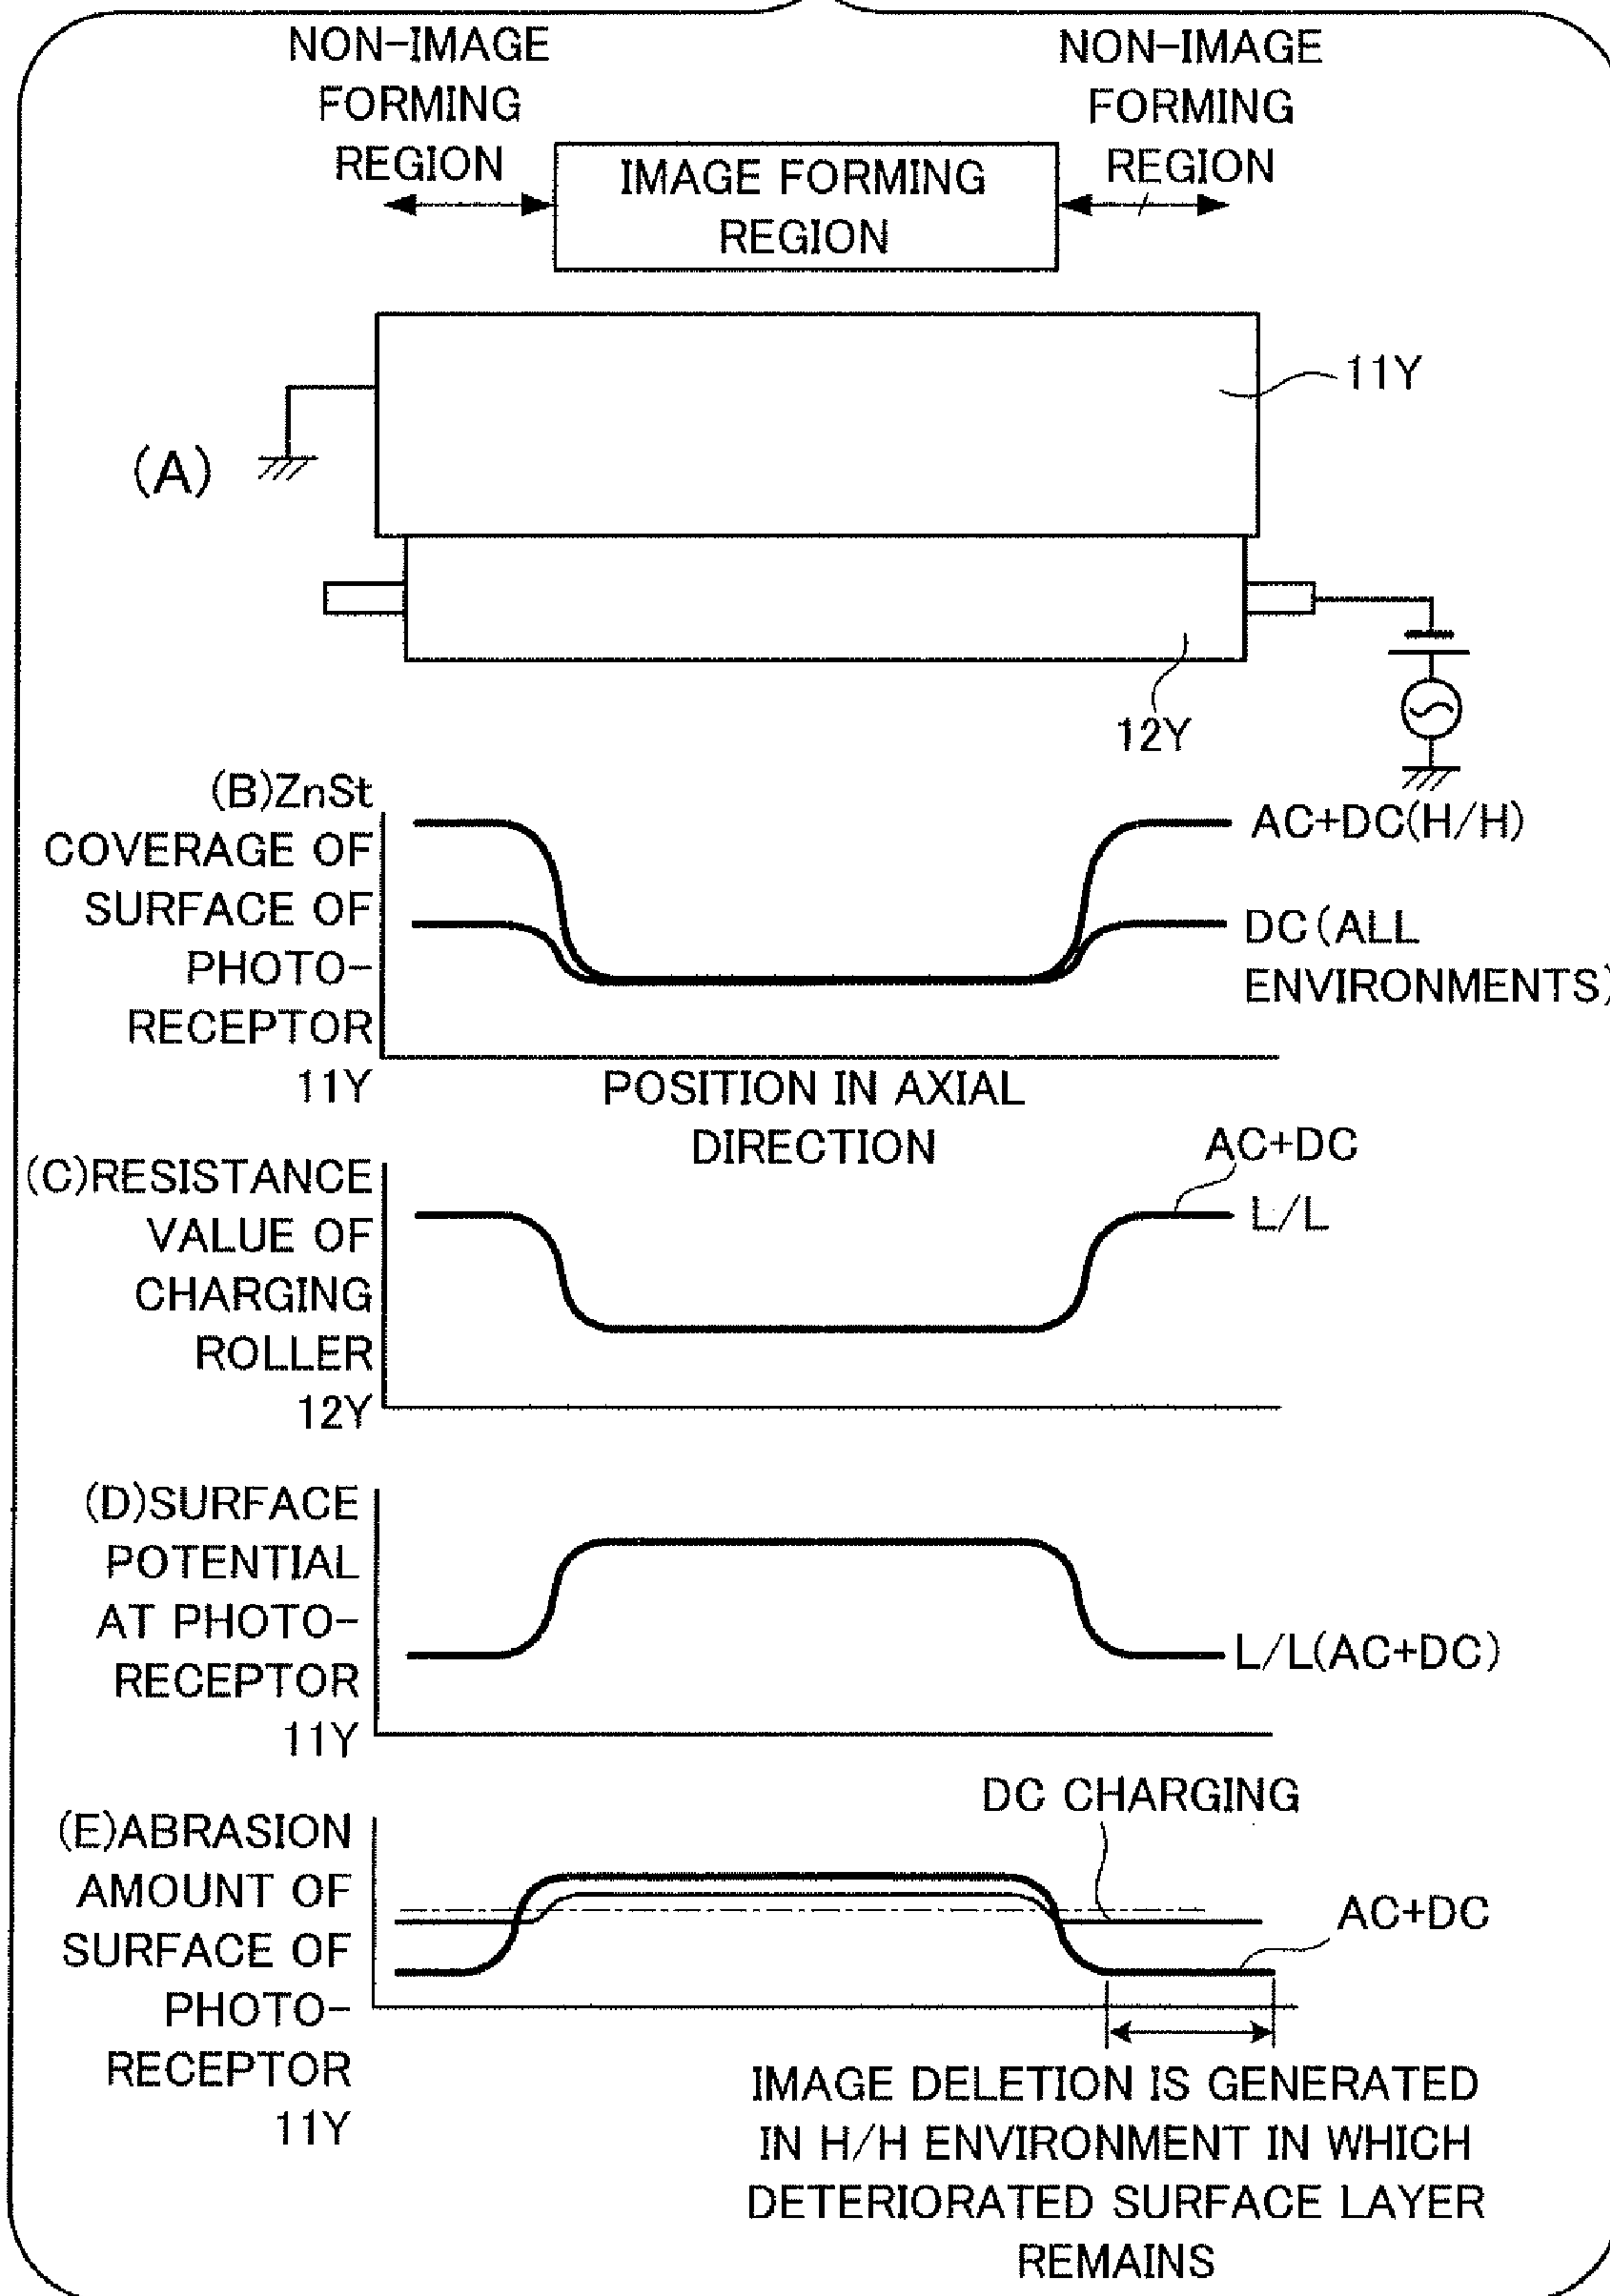 NON-IMAGE
FORMING
REGION
IMAGE FORMING
REGION
NON-IMAGE
FORMING
REGION
(A)
11Y
12Y
(B)ZnSt
COVERAGE OF
SURFACE OF
PHOTO-
RECEPTOR
11Y
AC+DC(H/H)
DC(ALL
ENVIRONMENTS)
POSITION IN AXIAL
DIRECTION
(C)RESISTANCE
VALUE OF
CHARGING
ROLLER
12Y
AC+DC
L/L
(D)SURFACE
POTENTIAL
AT PHOTO-
RECEPTOR
11Y
L/L(AC+DC)
(E)ABRASION
AMOUNT OF
SURFACE OF
PHOTO-
RECEPTOR
11Y
DC CHARGING
AC+DC
IMAGE DELETION IS GENERATED
IN H/H ENVIRONMENT IN WHICH
DETERIORATED SURFACE LAYER
REMAINS